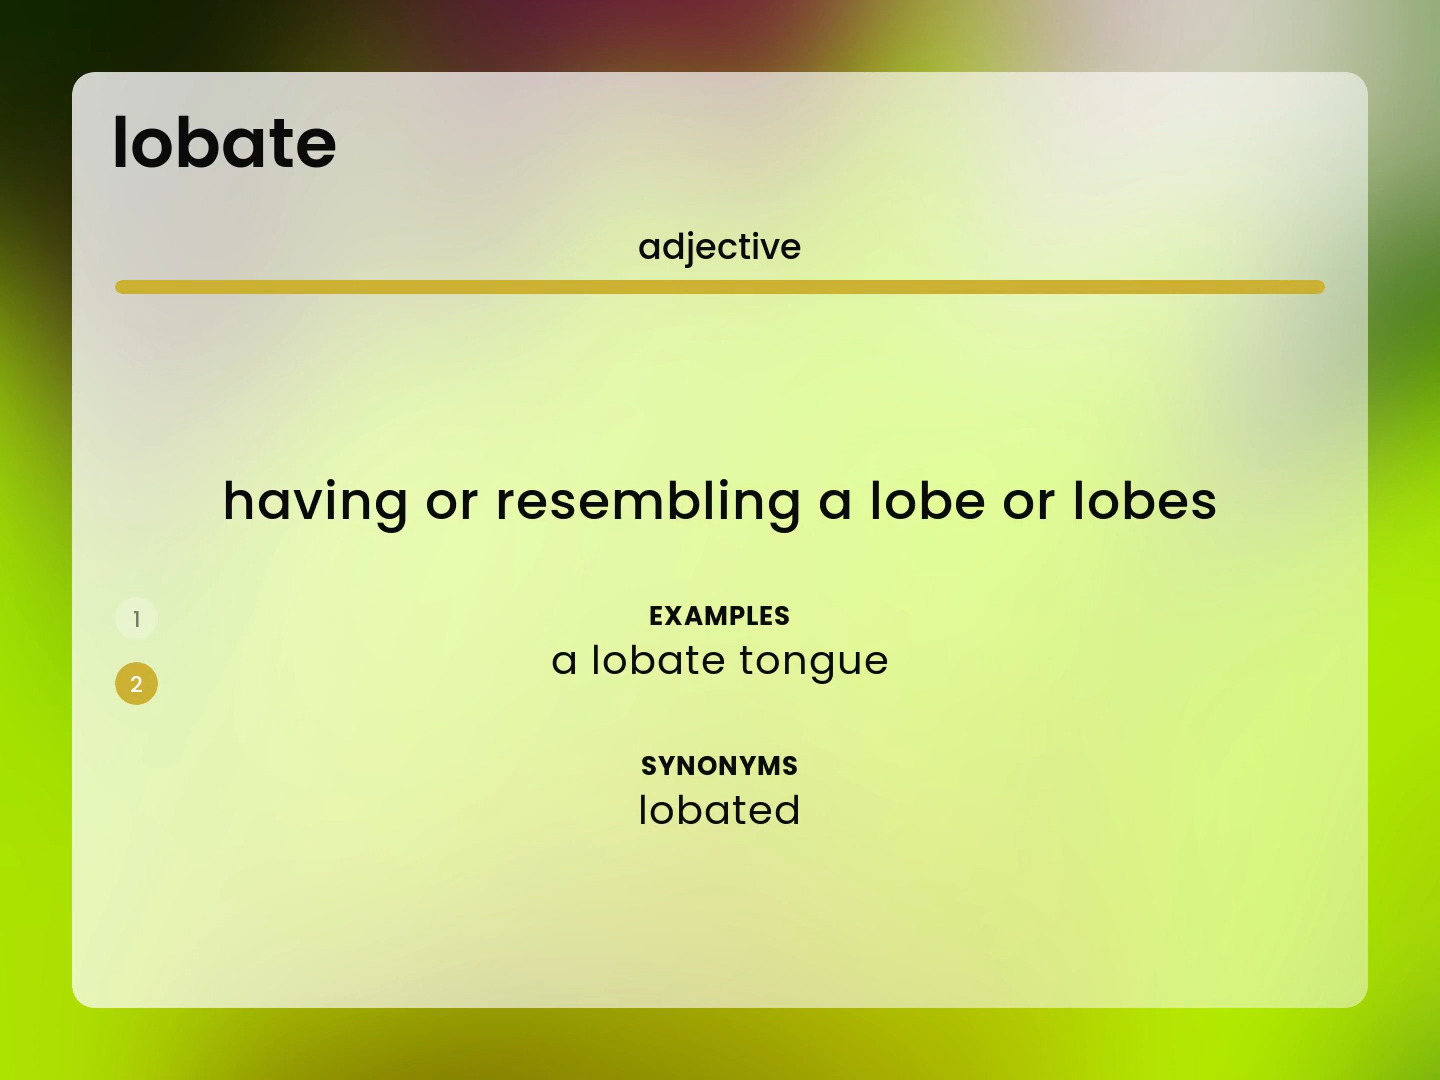 lobate
adjective
having or resembling a lobe or lobes
1
EXAMPLES
a lobate tongue
2
SYNONYMS
lobated